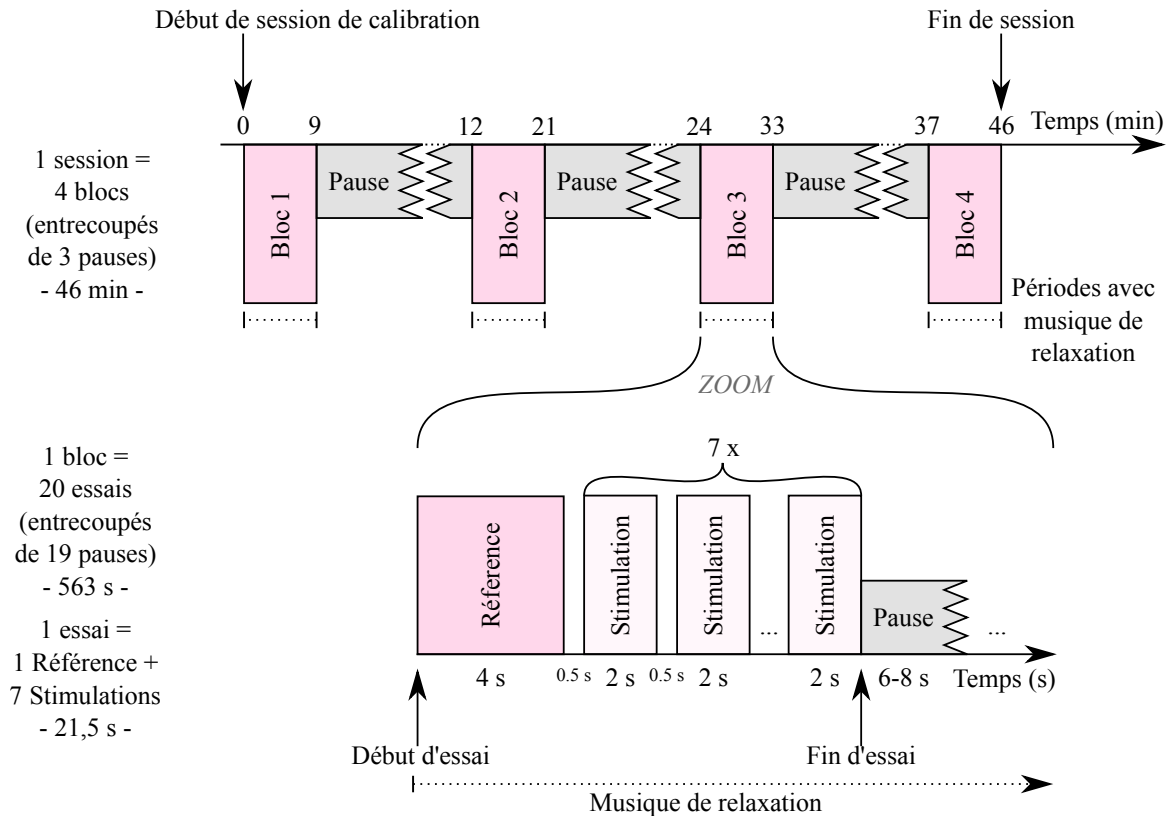 Début de session de calibration
Fin de session
0 9 12 21 24 33 37 46 Temps (min)
1 session =
4 blocs
(entrecoupés
de 3 pauses)
- 46 min -
Bloc 1
Pause
Bloc 2
Pause
Bloc 3
Pause
Bloc 4
Périodes avec
musique de
relaxation
ZOOM
1 bloc =
20 essais
(entrecoupés
de 19 pauses)
- 563 s -
1 essai =
1 Référence +
7 Stimulations
- 21,5 s -
7 x
Réference
Stimulation
Stimulation
...
Stimulation
Pause
...
4 s 0.5 s 2 s 0.5 s 2 s 2 s 6-8 s Temps (s)
Début d'essai
Fin d'essai
Musique de relaxation